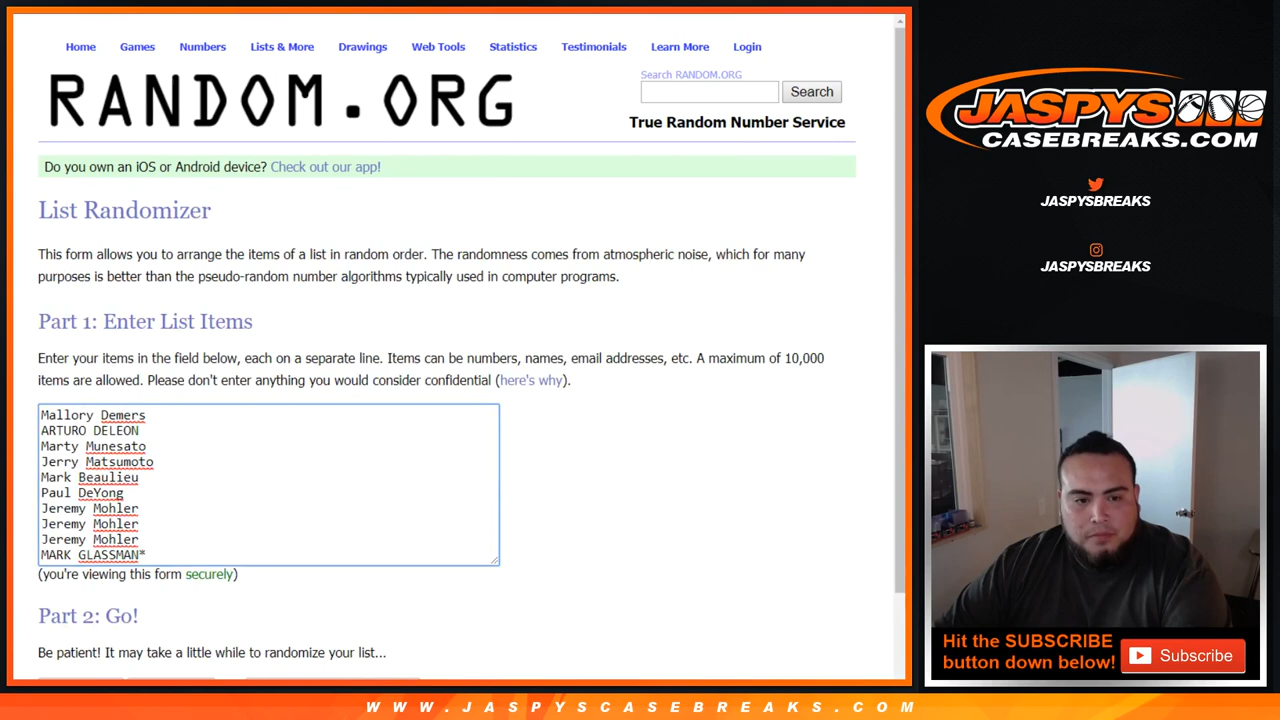 Home Games Numbers Lists & More Drawings Web Tools Statistics Testimonials Learn More Login
RANDOM.ORG
Search RANDOM.ORG
Search
True Random Number Service
Do you own an iOS or Android device? Check out our app!
List Randomizer
This form allows you to arrange the items of a list in random order. The randomness comes from atmospheric noise, which for many
purposes is better than the pseudo-random number algorithms typically used in computer programs.
Part 1: Enter List Items
Enter your items in the field below, each on a separate line. Items can be numbers, names, email addresses, etc. A maximum of 10,000
items are allowed. Please don't enter anything you would consider confidential (here's why).
Mallory Demers
ARTURO DELEON
Marty Munesato
Jerry Matsumoto
Mark Beaulieu
Paul DeYong
Jeremy Mohler
Jeremy Mohler
Jeremy Mohler
MARK GLASSMAN*
(you're viewing this form securely)
Part 2: Go!
Be patient! It may take a little while to randomize your list...
JASPYS
CASEBREAKS.COM
JASPYSBREAKS
JASPYSBREAKS
Hit the SUBSCRIBE
button down below!
Subscribe
WWW.JASPYSCASEBREAKS.COM